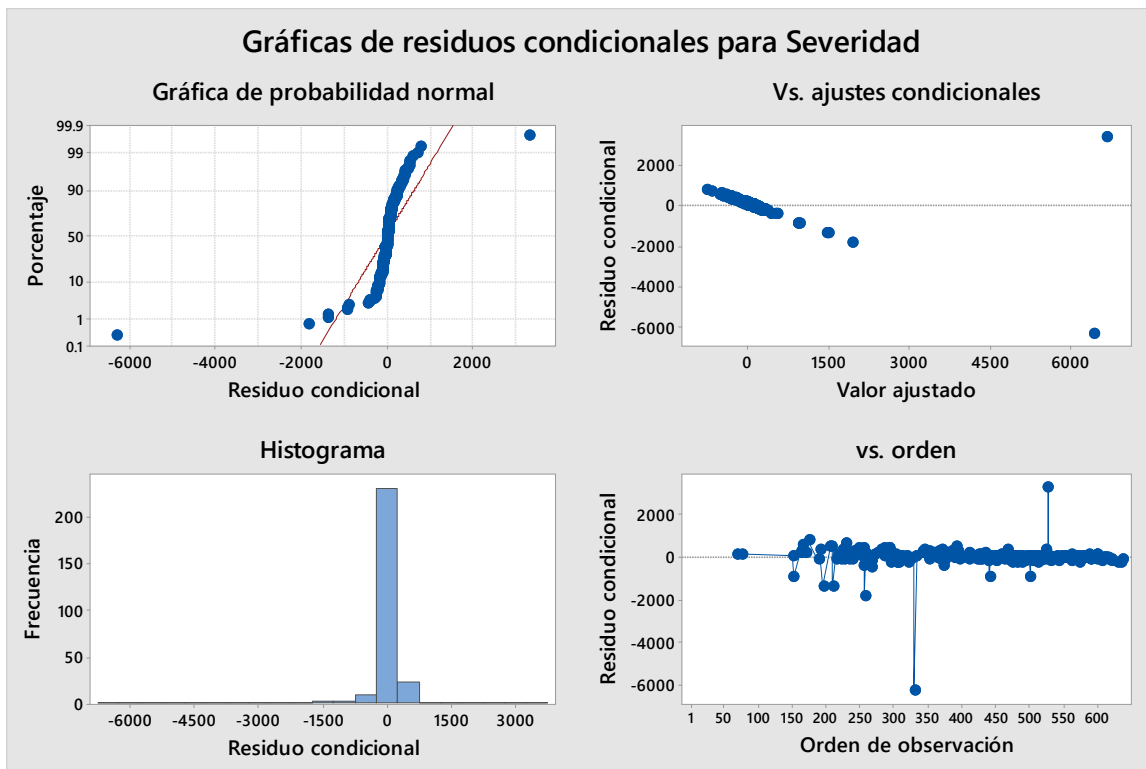 Gráficas de residuos condicionales para Severidad
Gráfica de probabilidad normal
Porcentaje
99.9
99
90
50
10
1
0.1
-6000 -4000 -2000 0 2000
Residuo condicional
Vs. ajustes condicionales
Residuo condicional
2000
0
-2000
-4000
-6000
0 1500 3000 4500 6000
Valor ajustado
Histograma
Frecuencia
200
150
100
50
0
-6000 -4500 -3000 -1500 0 1500 3000
Residuo condicional
vs. orden
Residuo condicional
2000
0
-2000
-4000
-6000
1 50 100 150 200 250 300 350 400 450 500 550 600
Orden de observación